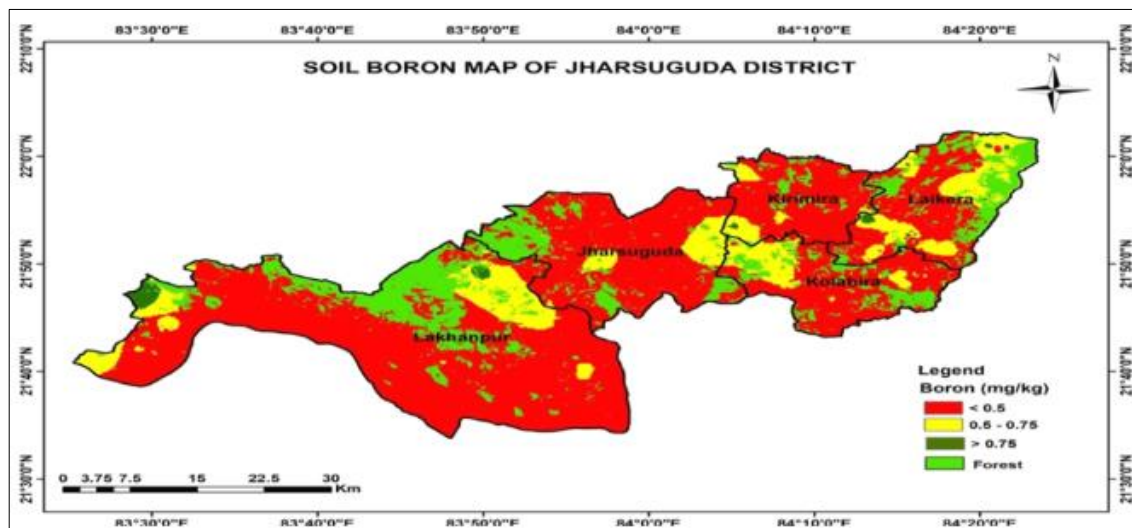 83°30'0"E 83°40'0"E 83°50'0"E 84°0'0"E 84°10'0"E 84°20'0"E
22°10'0"N
22°10'0"N
SOIL BORON MAP OF JHARSUGUDA DISTRICT
N
22°0'0"N
22°0'0"N
Kirimira
Laikera
Jharsuguda
21°50'0"N
21°50'0"N
Kolabira
Lakhanpur
21°40'0"N
21°40'0"N
Legend
Boron (mg/kg)
< 0.5
0.5 - 0.75
> 0.75
Forest
0 3.75 7.5 15 22.5 30
Km
21°30'0"N
21°30'0"N
83°30'0"E 83°40'0"E 83°50'0"E 84°0'0"E 84°10'0"E 84°20'0"E